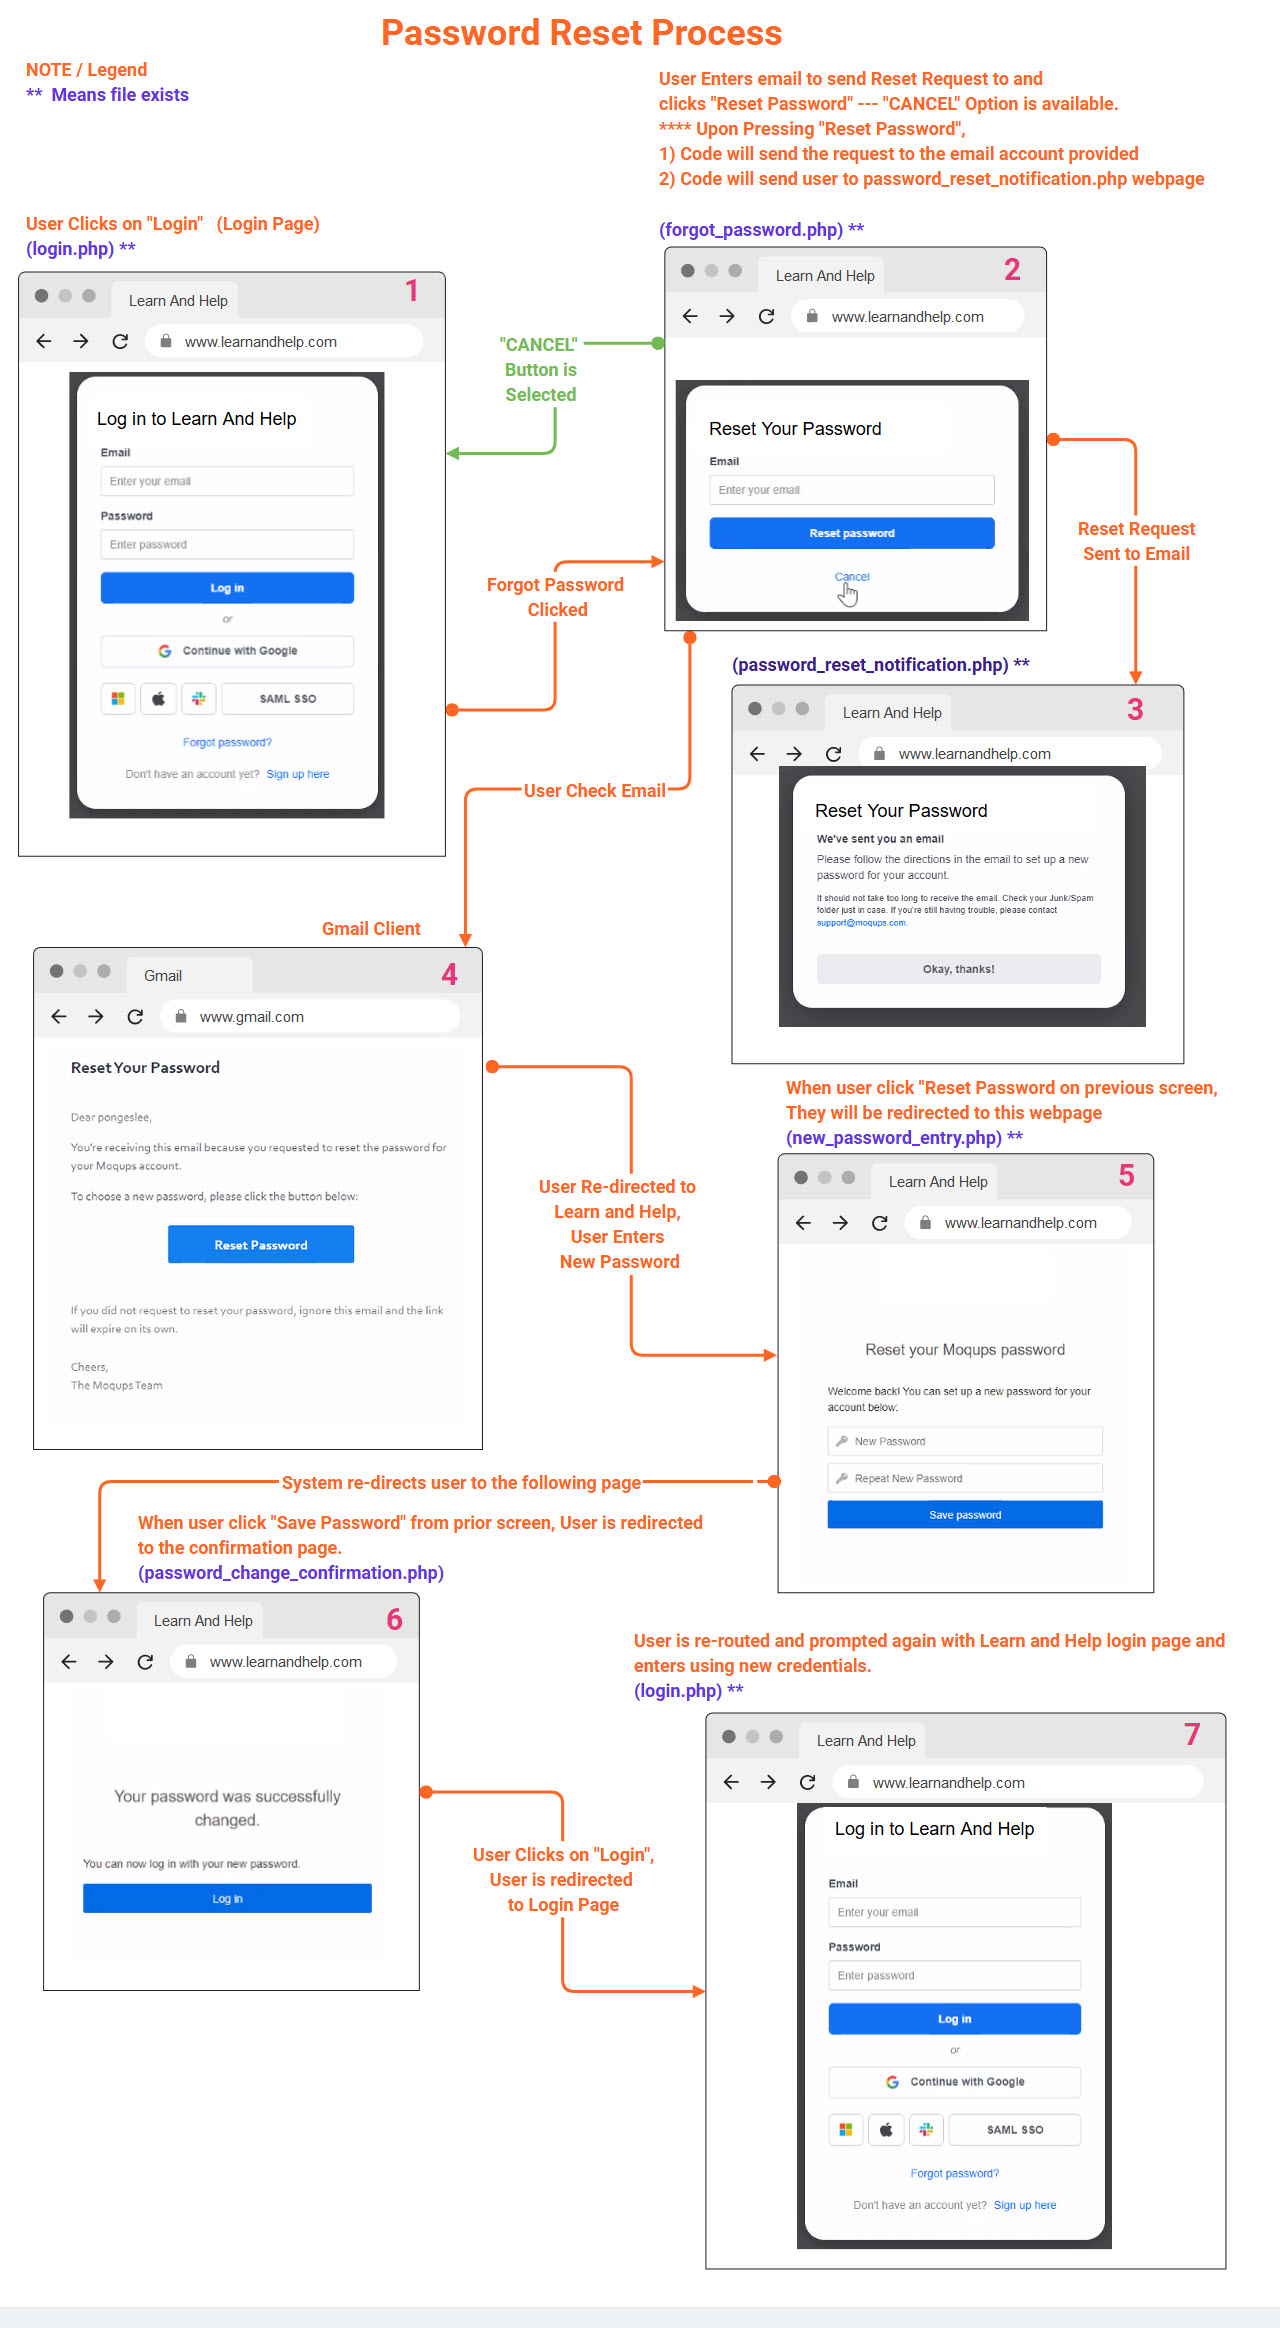 Password Reset Process
NOTE / Legend
** Means file exists
User Enters email to send Reset Request to and
clicks "Reset Password" --- "CANCEL" Option is available.
**** Upon Pressing "Reset Password",
1) Code will send the request to the email account provided
2) Code will send user to password_reset_notification.php webpage
User Clicks on "Login" (Login Page)
(login.php) **
1
Learn And Help
www.learnandhelp.com
Log in to Learn And Help
Email
Enter your email
Password
Enter password
Log in
or
Continue with Google
SAML SSO
Forgot password?
Don't have an account yet? Sign up here
"CANCEL"
Button is
Selected
Forgot Password
Clicked
(forgot_password.php) **
2
Learn And Help
www.learnandhelp.com
Reset Your Password
Email
Enter your email
Reset password
Cancel
Reset Request
Sent to Email
(password_reset_notification.php) **
3
Learn And Help
www.learnandhelp.com
Reset Your Password
We've sent you an email
Please follow the directions in the email to set up a new
password for your account.
It should not take too long to receive the email. Check your Junk/Spam
folder just in case. If you're still having trouble, please contact
support@moqups.com.
Okay, thanks!
User Check Email
Gmail Client
4
Gmail
www.gmail.com
Reset Your Password
Dear pongeslee,
You're receiving this email because you requested to reset the password for
your Moqups account.
To choose a new password, please click the button below:
Reset Password
If you did not request to reset your password, ignore this email and the link
will expire on its own.
Cheers,
The Moqups Team
User Re-directed to
Learn and Help,
User Enters
New Password
When user click "Reset Password on previous screen,
They will be redirected to this webpage
(new_password_entry.php) **
5
Learn And Help
www.learnandhelp.com
Reset your Moqups password
Welcome back! You can set up a new password for your
account below:
New Password
Repeat New Password
Save password
System re-directs user to the following page
When user click "Save Password" from prior screen, User is redirected
to the confirmation page.
(password_change_confirmation.php)
6
Learn And Help
www.learnandhelp.com
Your password was successfully
changed.
You can now log in with your new password.
Log in
User Clicks on "Login",
User is redirected
to Login Page
User is re-routed and prompted again with Learn and Help login page and
enters using new credentials.
(login.php) **
7
Learn And Help
www.learnandhelp.com
Log in to Learn And Help
Email
Enter your email
Password
Enter password
Log in
or
Continue with Google
SAML SSO
Forgot password?
Don't have an account yet? Sign up here